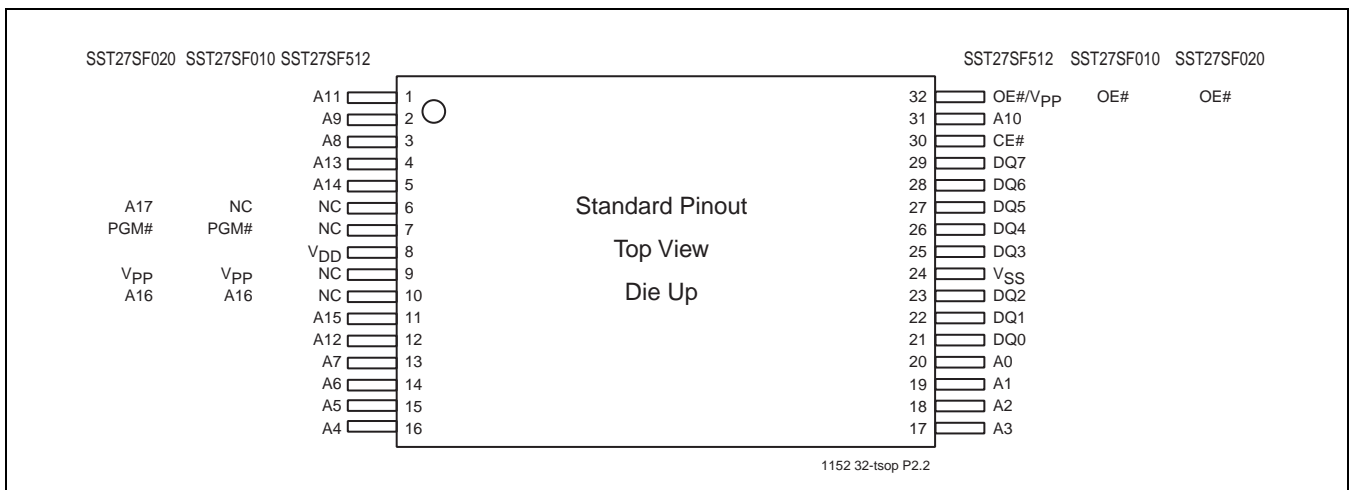 SST27SF020 SST27SF010 SST27SF512 SST27SF512 SST27SF010 SST27SF020
A11 1 32 OE#/VPP OE# OE#
A9 2 31 A10
A8 3 30 CE#
A13 4 29 DQ7
A14 5 28 DQ6
A17 NC NC 6 Standard Pinout 27 DQ5
PGM# PGM# NC 7 26 DQ4
VDD 8 Top View 25 DQ3
VPP VPP NC 9 24 VSS
A16 A16 NC 10 Die Up 23 DQ2
A15 11 22 DQ1
A12 12 21 DQ0
A7 13 20 A0
A6 14 19 A1
A5 15 18 A2
A4 16 17 A3
1152 32-tsop P2.2